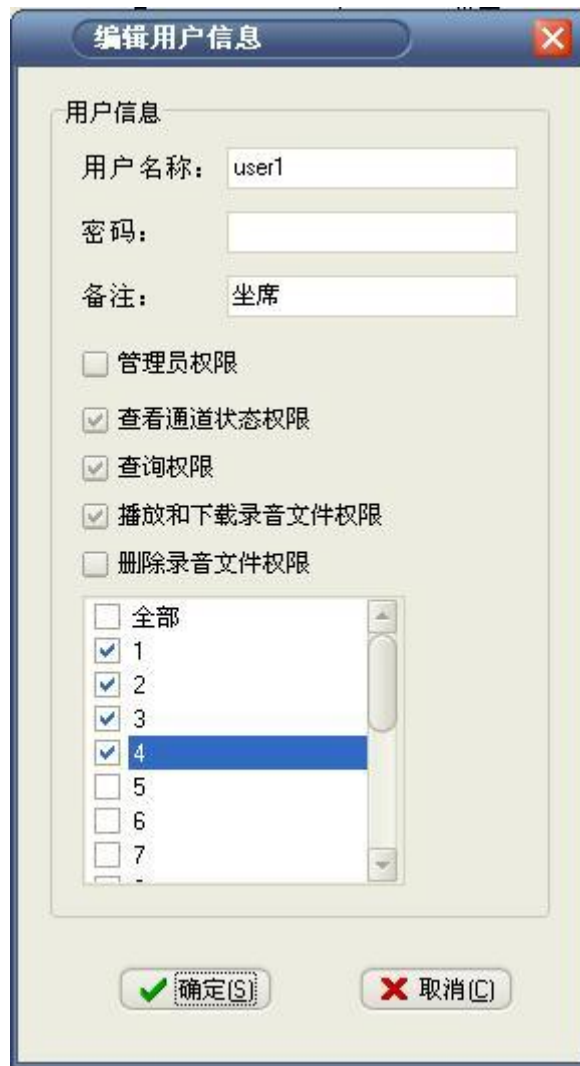 编辑用户信息
用户信息
用户名称：
user1
密码：
备注：
坐席
管理员权限
查看通道状态权限
查询权限
播放和下载录音文件权限
删除录音文件权限
全部
1
2
3
4
5
6
7
确定(S)
取消(C)